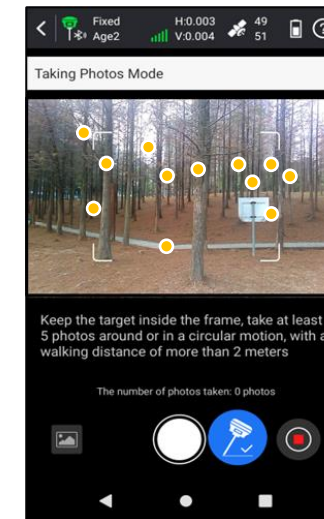 Fixed H:0.003 49
Age2 V:0.004 51
Taking Photos Mode
Keep the target inside the frame, take at least
5 photos around or in a circular motion, with a
walking distance of more than 2 meters
The number of photos taken: 0 photos